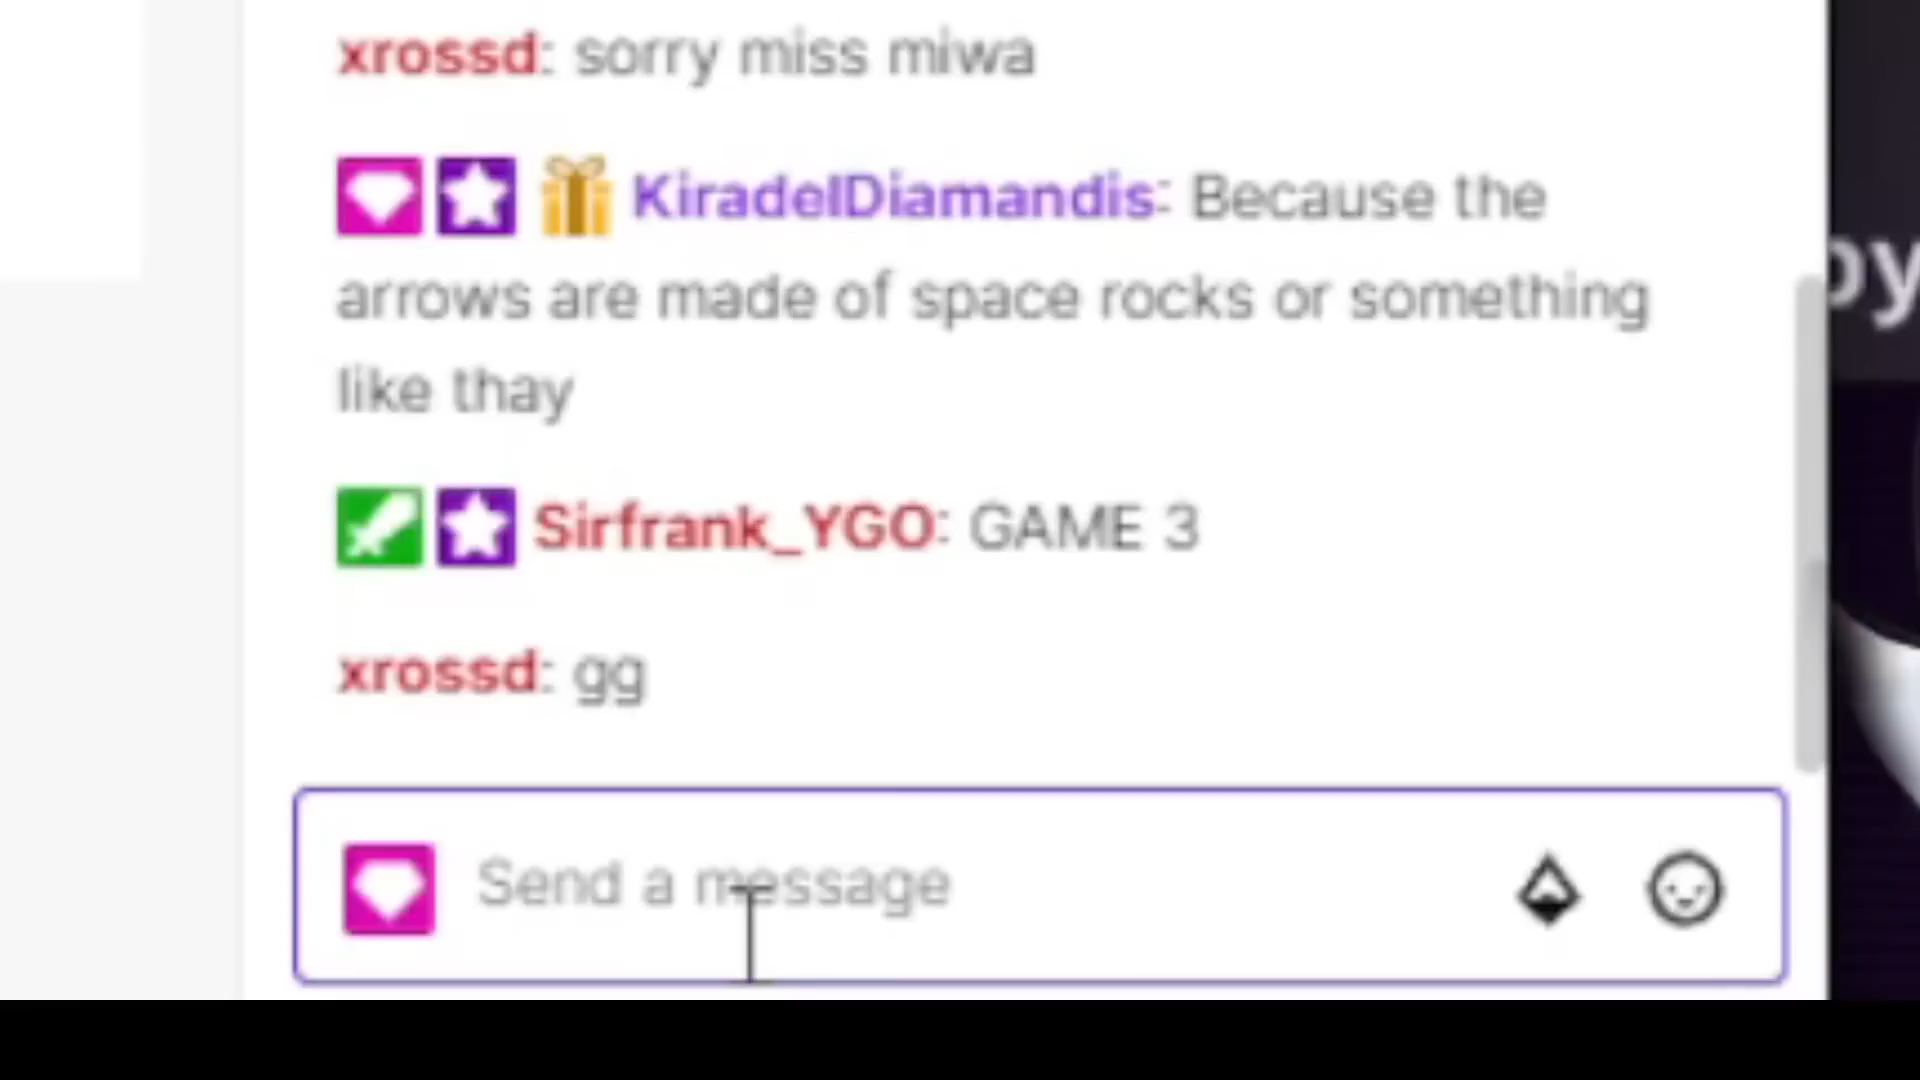 xrossd: sorry miss miwa
KiradelDiamandis: Because the
arrows are made of space rocks or something
like thay
Sirfrank_YGO: GAME 3
xrossd: gg
Send a message